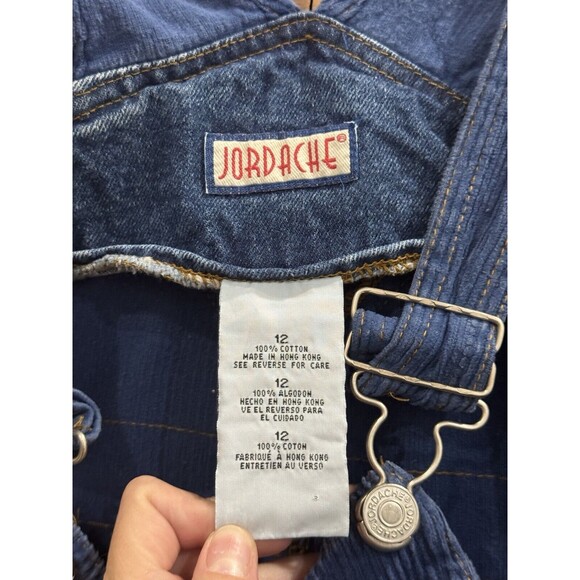 JORDACHE®
12
100% COTTON
MADE IN HONG KONG
SEE REVERSE FOR CARE
12
100% ALGODON
HECHO EN HONG KONG
VE EL REVERSO PARA
EL CUIDADO
12
100% COTON
FABRIQUÉ À HONG KONG
ENTRETIEN AU VERSO
JORDACHE® JORDACHE®